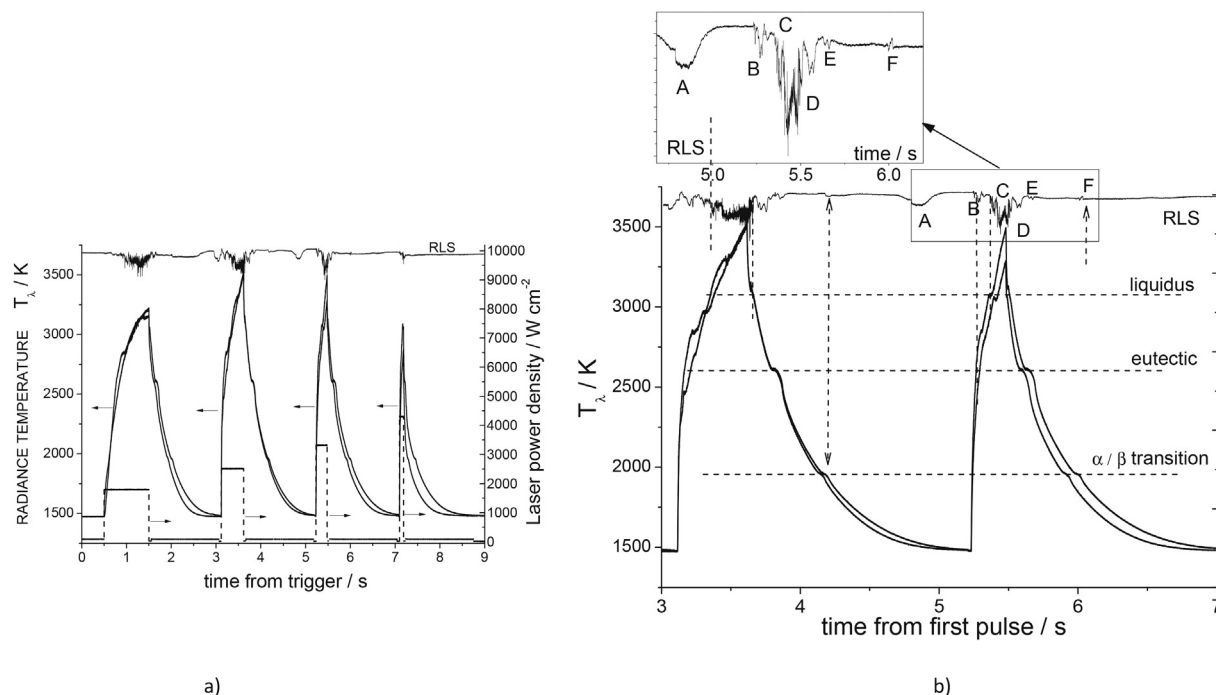 RLS
3500
3000
2500
2000
1500
RADIANCE TEMPERATURE T_λ / K
10000
9000
8000
7000
6000
5000
4000
3000
2000
1000
0
Laser power density / W cm⁻²
0 1 2 3 4 5 6 7 8 9
time from trigger / s
a)
A
B
C
D
E
F
RLS
time / s
5.0 5.5 6.0
A
B
C
D
E
F
RLS
liquidus
eutectic
α / β transition
3500
3000
2500
2000
1500
T_λ / K
3 4 5 6 7
time from first pulse / s
b)